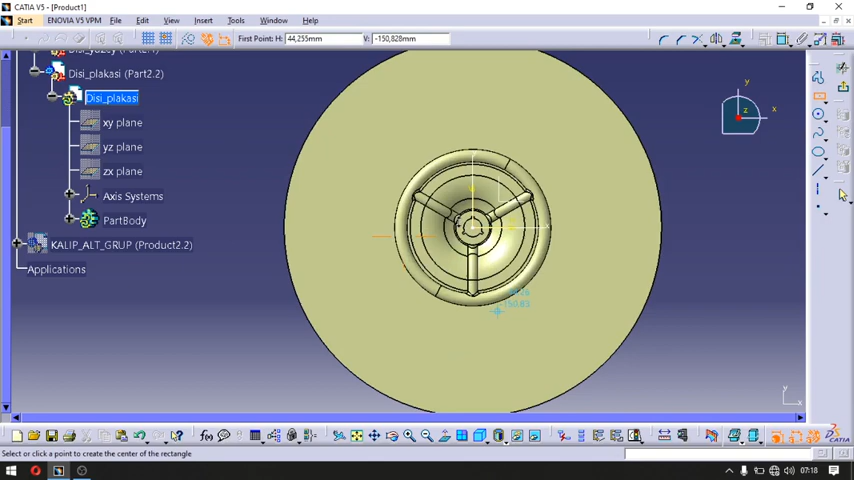 CATIA V5 - [Product1]
Start ENOVIA V5 VPM File Edit View Insert Tools Window Help
First Point: H: 44,255mm V: -150,828mm
Disi_plakasi (Part2.2)
Disi_plakasi
xy plane
yz plane
zx plane
Axis Systems
PartBody
KALIP_ALT_GRUP (Product2.2)
Applications
y
x
z
150.83
y
x
Select or click a point to create the center of the rectangle
07:18